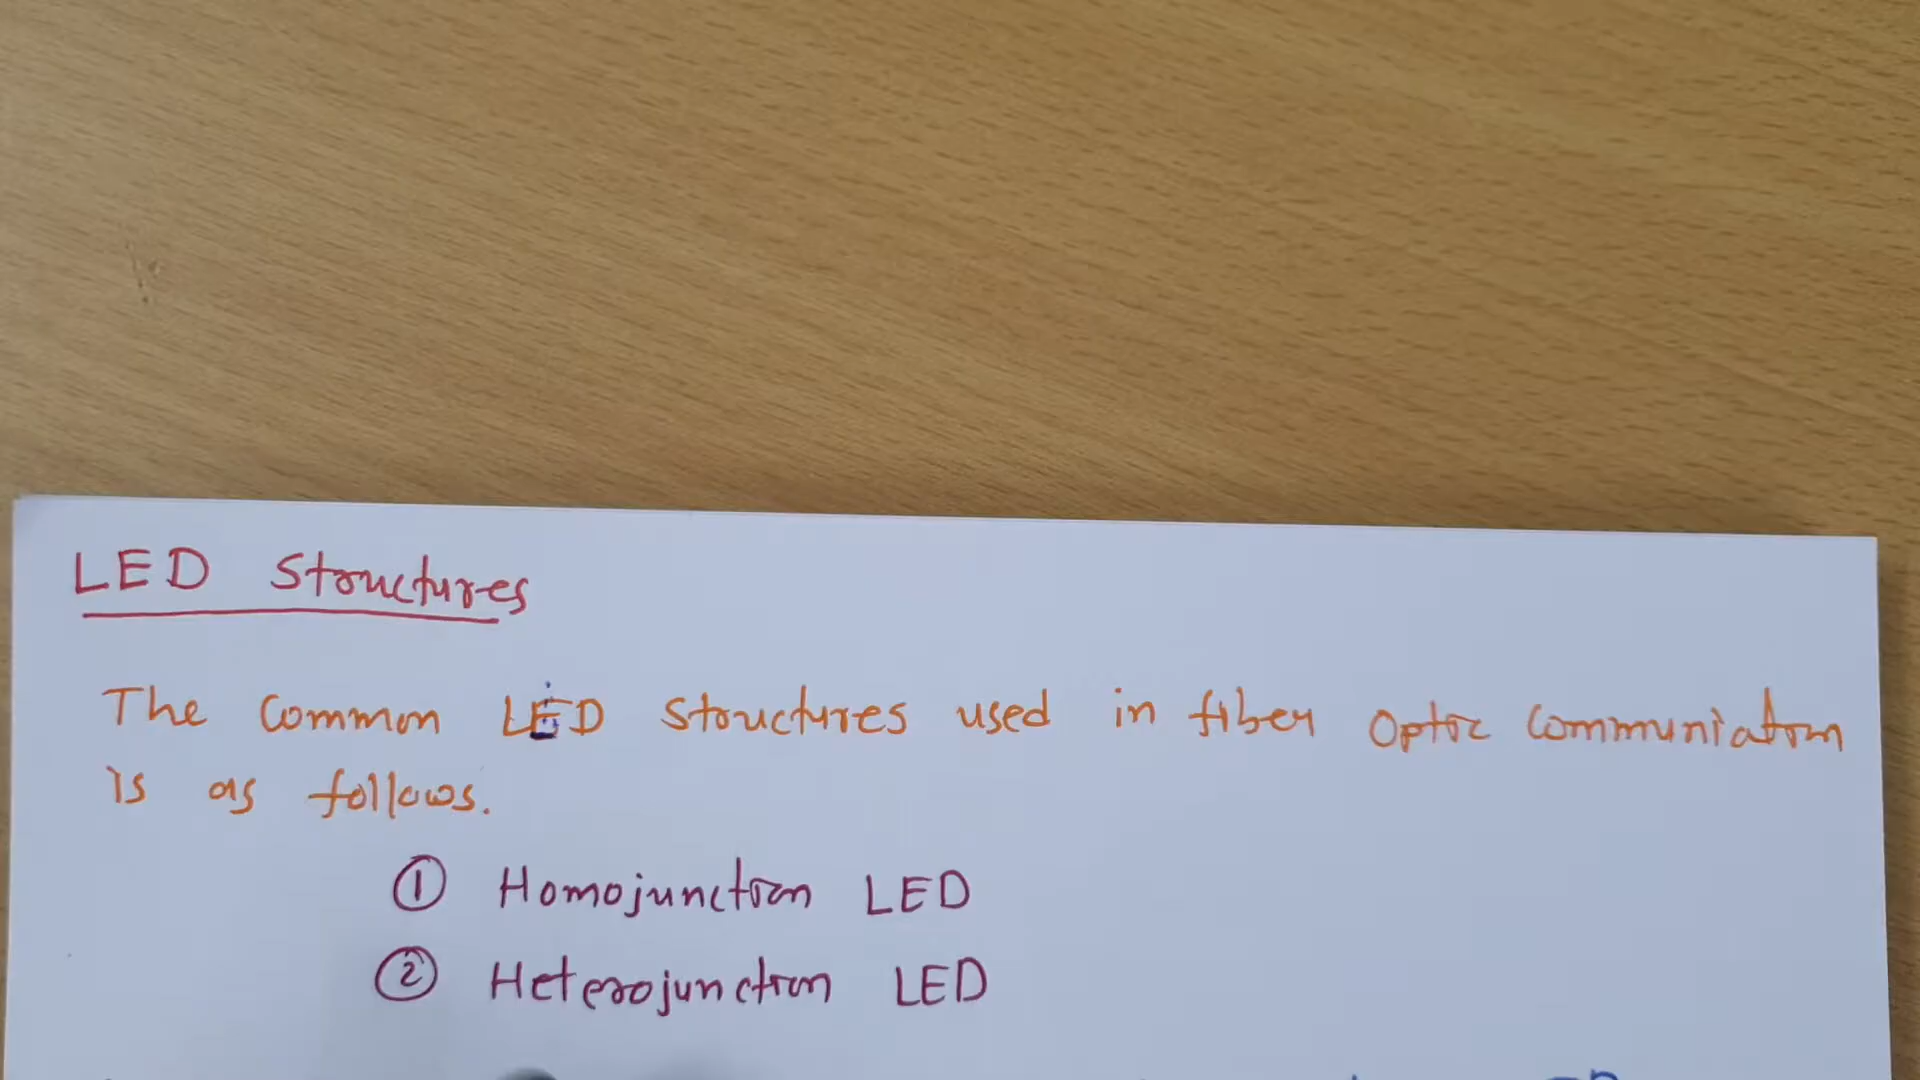 LED Structures
The Common LED Structures used in fiber Optic Communiation
is as follows.
① Homojunction LED
② Heterojunction LED